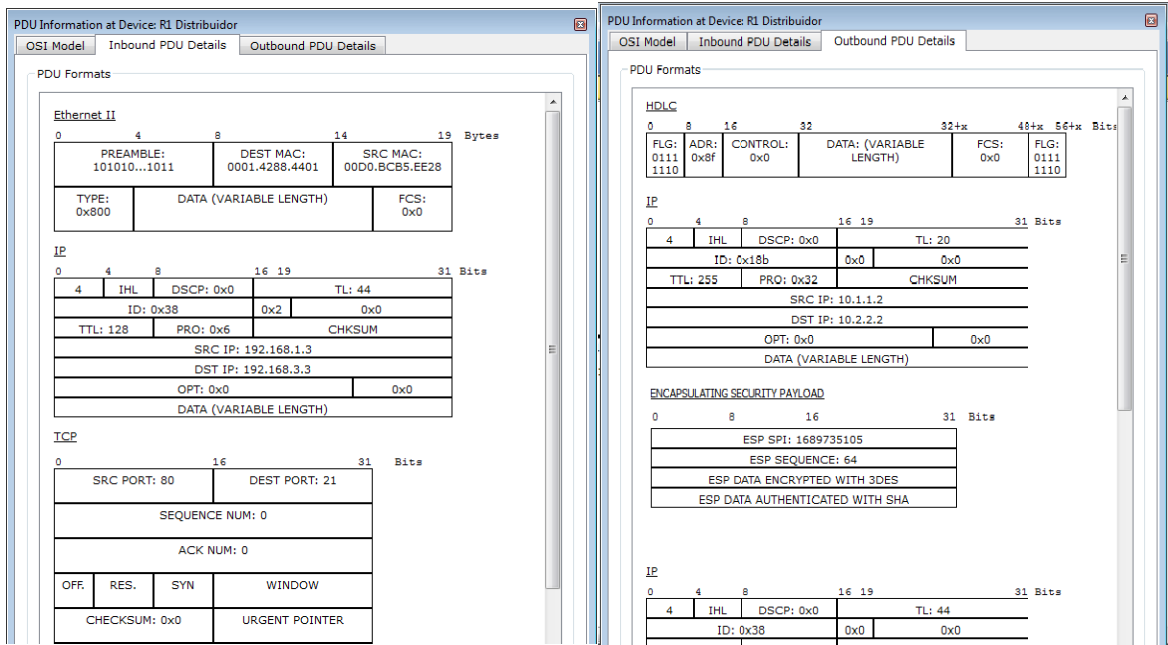 PDU Information at Device: R1 Distribuidor
OSI Model Inbound PDU Details Outbound PDU Details
PDU Formats
Ethernet II
0 4 8 14 19 Bytes
PREAMBLE: DEST MAC: SRC MAC:
101010...1011 0001.4288.4401 00D0.BCB5.EE28
TYPE: DATA (VARIABLE LENGTH) FCS:
0x800 0x0
IP
0 4 8 16 19 31 Bits
4 IHL DSCP: 0x0 TL: 44
ID: 0x38 0x2 0x0
TTL: 128 PRO: 0x6 CHKSUM
SRC IP: 192.168.1.3
DST IP: 192.168.3.3
OPT: 0x0 0x0
DATA (VARIABLE LENGTH)
TCP
0 16 31 Bits
SRC PORT: 80 DEST PORT: 21
SEQUENCE NUM: 0
ACK NUM: 0
OFF. RES. SYN WINDOW
CHECKSUM: 0x0 URGENT POINTER
PDU Information at Device: R1 Distribuidor
OSI Model Inbound PDU Details Outbound PDU Details
PDU Formats
HDLC
0 8 16 32 32+x 48+x 56+x Bits
FLG: ADR: CONTROL: DATA: (VARIABLE FCS: FLG:
0111 0x8f 0x0 LENGTH) 0x0 0111
1110 1110
IP
0 4 8 16 19 31 Bits
4 IHL DSCP: 0x0 TL: 20
ID: 0x18b 0x0 0x0
TTL: 255 PRO: 0x32 CHKSUM
SRC IP: 10.1.1.2
DST IP: 10.2.2.2
OPT: 0x0 0x0
DATA (VARIABLE LENGTH)
ENCAPSULATING SECURITY PAYLOAD
0 8 16 31 Bits
ESP SPI: 1689735105
ESP SEQUENCE: 64
ESP DATA ENCRYPTED WITH 3DES
ESP DATA AUTHENTICATED WITH SHA
IP
0 4 8 16 19 31 Bits
4 IHL DSCP: 0x0 TL: 44
ID: 0x38 0x0 0x0